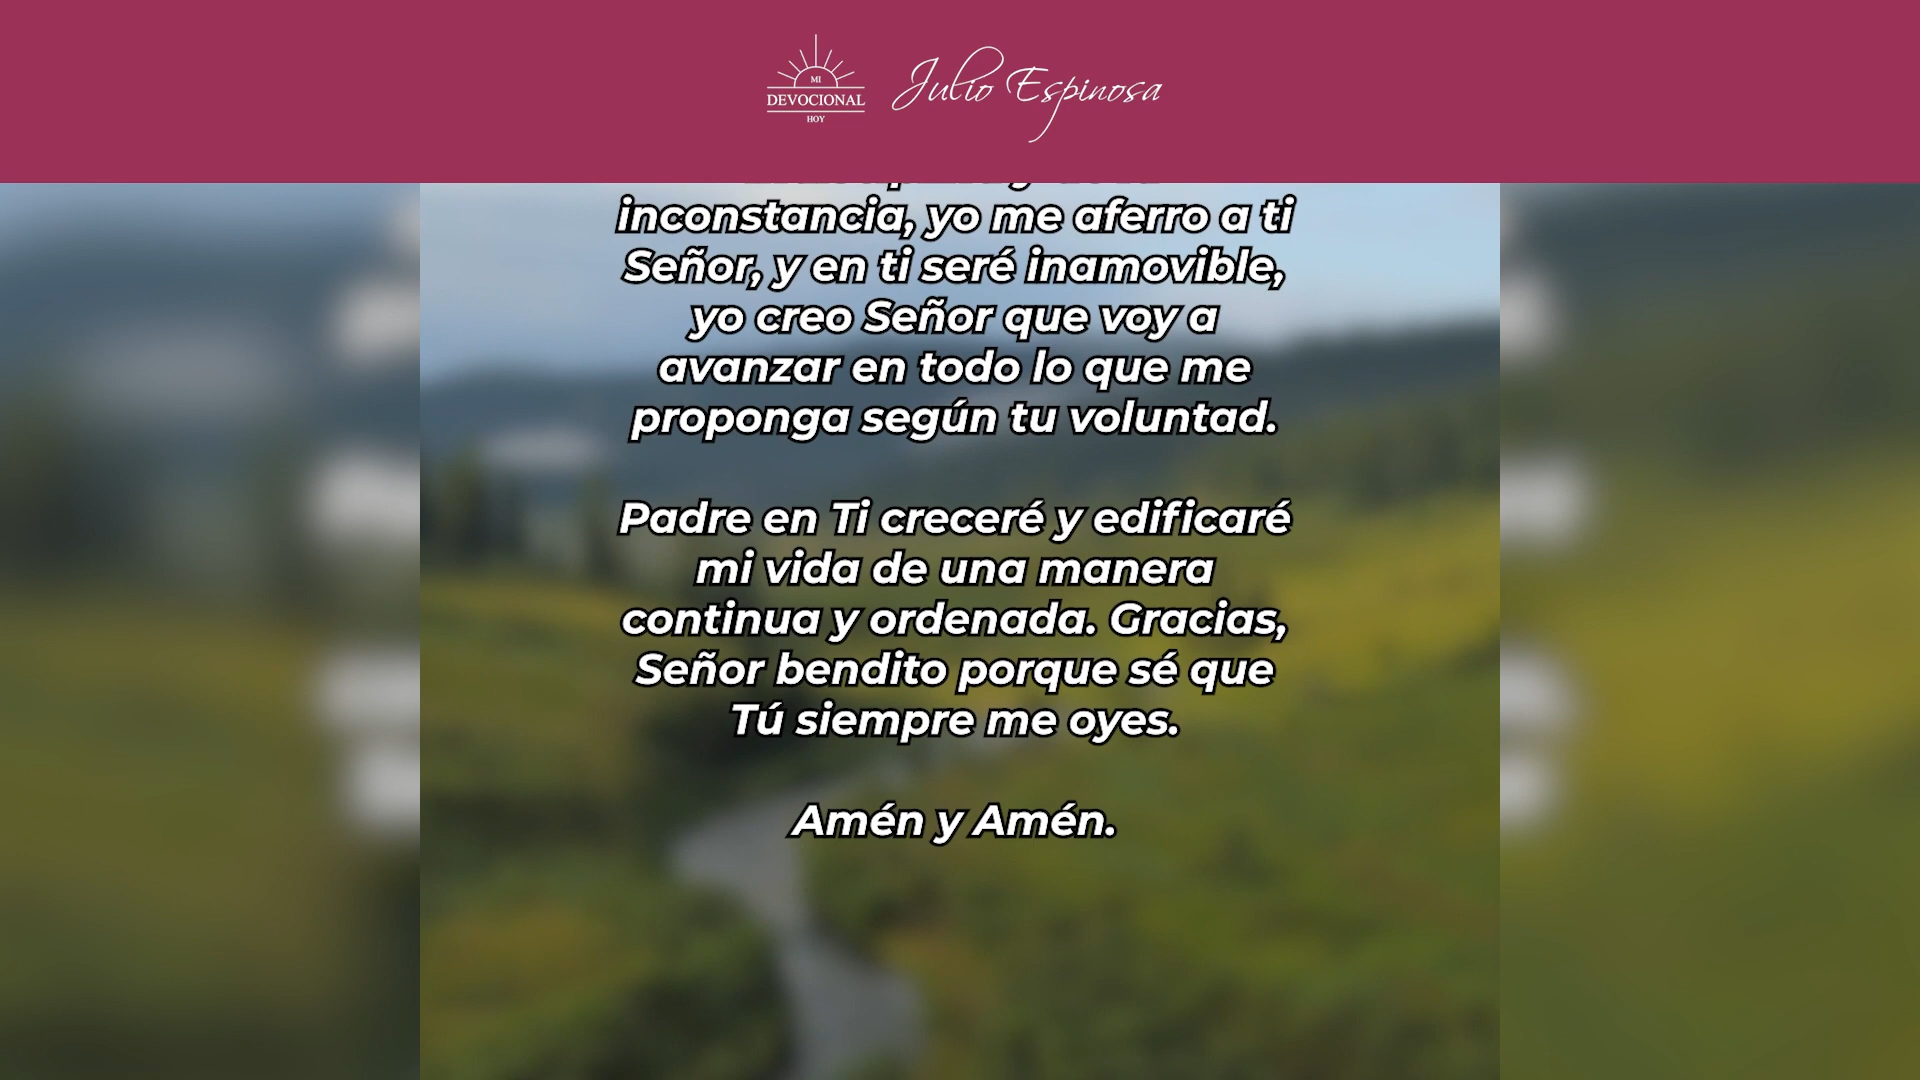 MI
DEVOCIONAL
HOY
Julio Espinosa
inconstancia, yo me aferro a ti
Señor, y en ti seré inamovible,
yo creo Señor que voy a
avanzar en todo lo que me
proponga según tu voluntad.
Padre en Ti creceré y edificaré
mi vida de una manera
continua y ordenada. Gracias,
Señor bendito porque sé que
Tú siempre me oyes.
Amén y Amén.